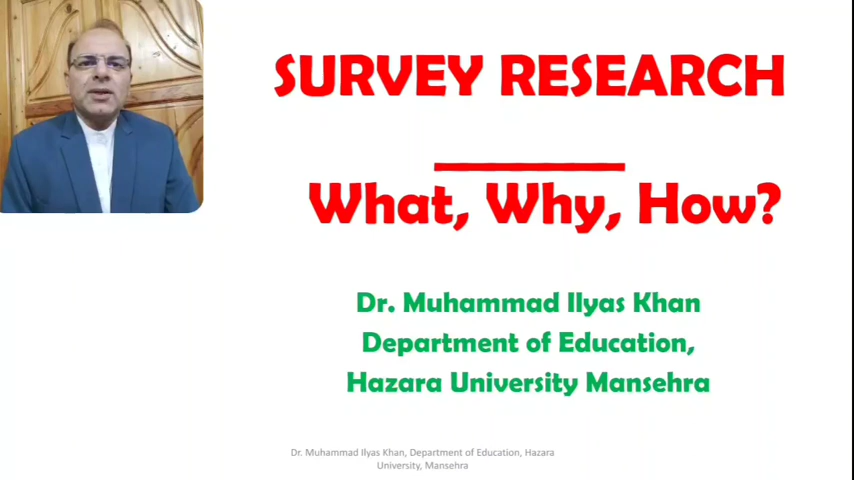 SURVEY RESEARCH
What, Why, How?
Dr. Muhammad Ilyas Khan
Department of Education,
Hazara University Mansehra
Dr. Muhammad Ilyas Khan, Department of Education, Hazara
University, Mansehra